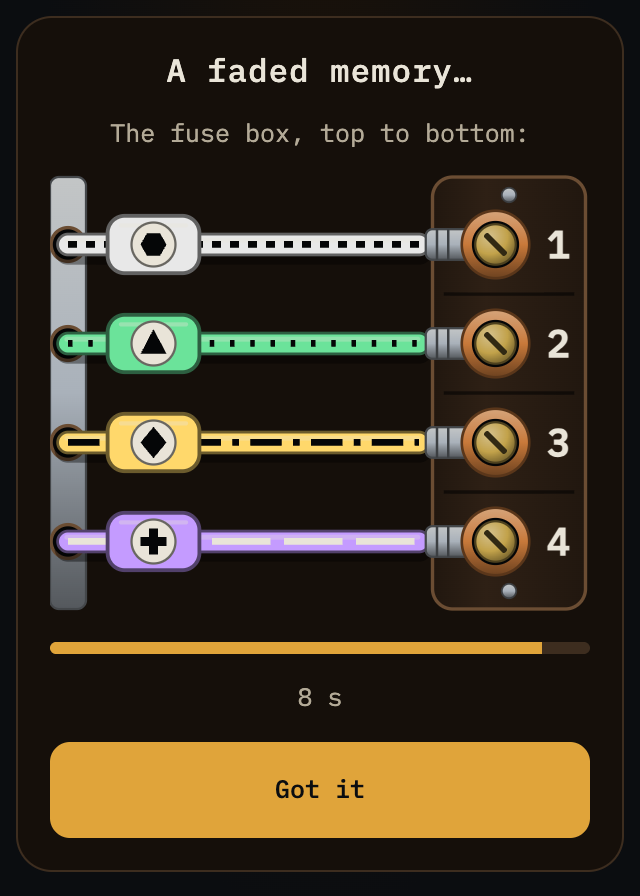 A faded memory…
The fuse box, top to bottom:
1
2
3
4
8 s
Got it